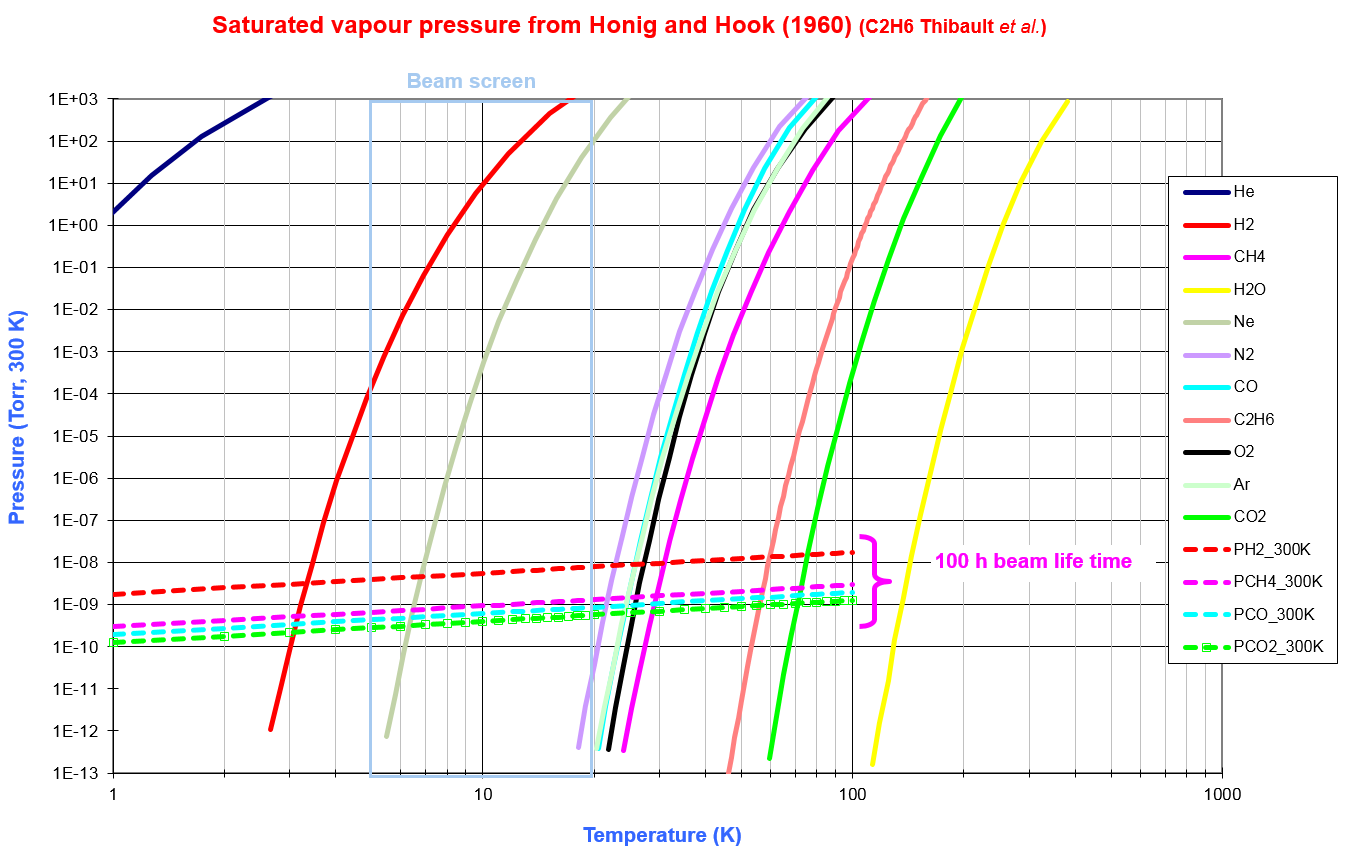 Saturated vapour pressure from Honig and Hook (1960) (C2H6 Thibault et al.)
Beam screen
1E+03
1E+02
1E+01
1E+00
1E-01
1E-02
1E-03
1E-04
1E-05
1E-06
1E-07
1E-08
1E-09
1E-10
1E-11
1E-12
1E-13
Pressure (Torr, 300 K)
1
10
100
1000
Temperature (K)
100 h beam life time
He
H2
CH4
H2O
Ne
N2
CO
C2H6
O2
Ar
CO2
PH2_300K
PCH4_300K
PCO_300K
PCO2_300K